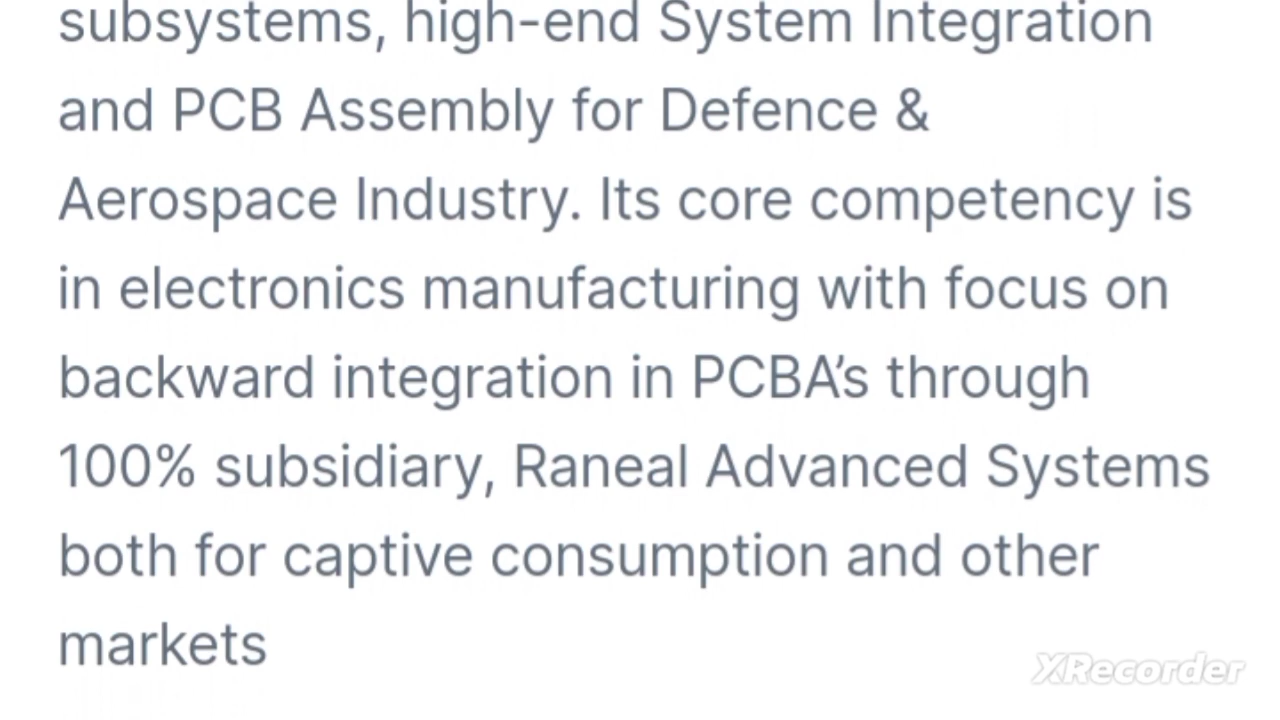 subsystems, high-end System Integration
and PCB Assembly for Defence &
Aerospace Industry. Its core competency is
in electronics manufacturing with focus on
backward integration in PCBA's through
100% subsidiary, Raneal Advanced Systems
both for captive consumption and other
markets
XRecorder